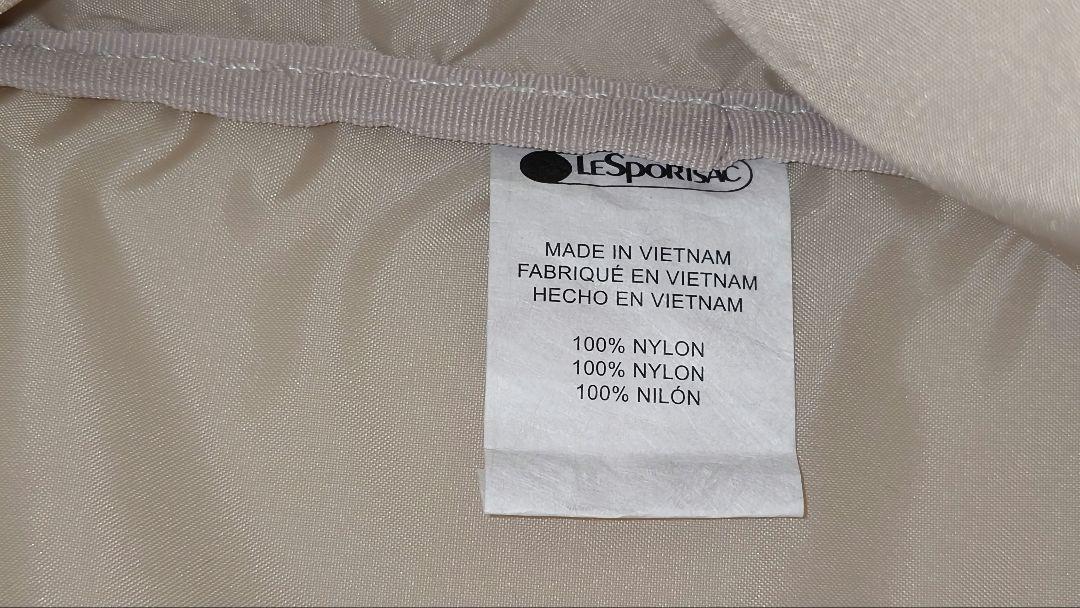 LeSportsac
MADE IN VIETNAM
FABRIQUÉ EN VIETNAM
HECHO EN VIETNAM
100% NYLON
100% NYLON
100% NILÓN